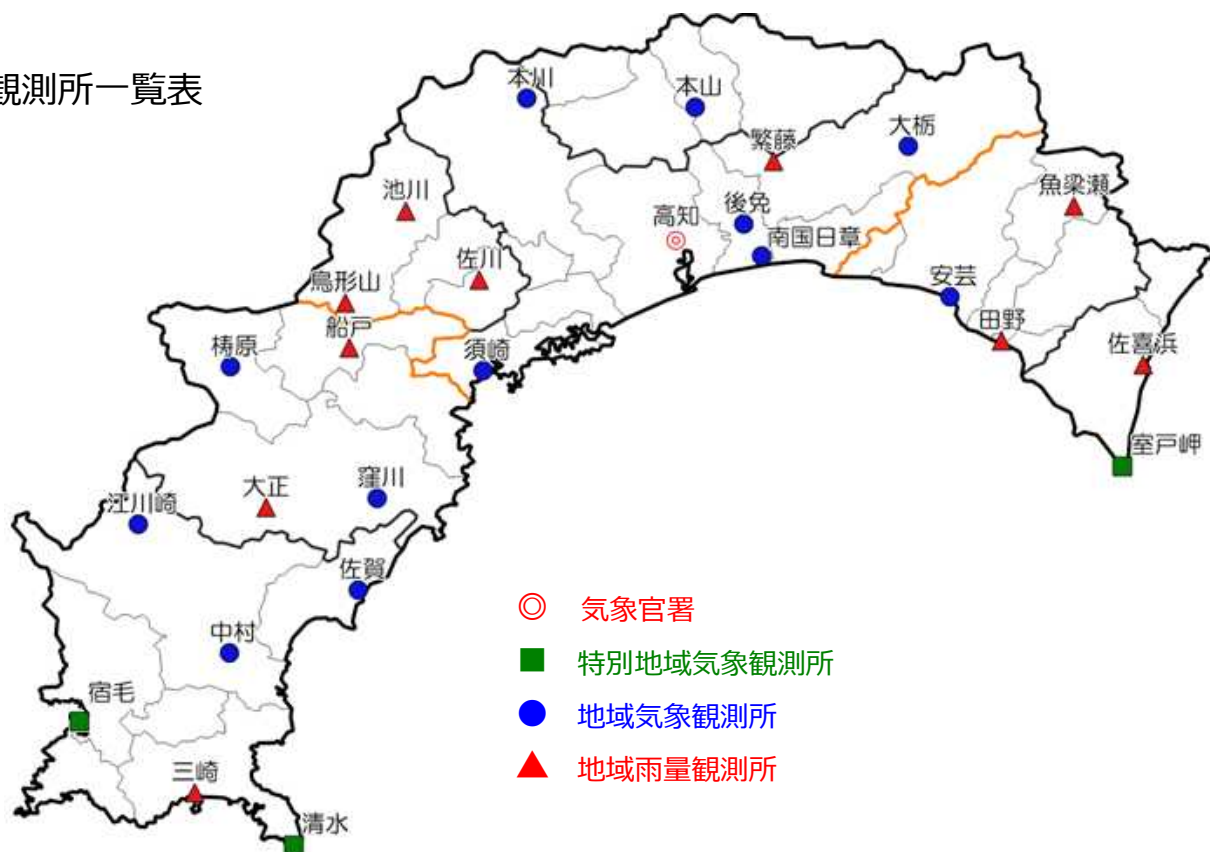 観測所一覧表
本川
本山
大栃
繁藤
池川
魚梁瀬
後免
高知
南国日章
佐川
鳥形山
安芸
船戸
田野
梼原
須崎
佐喜浜
室戸岬
大正
窪川
江川崎
佐賀
中村
宿毛
三崎
清水
気象官署
特別地域気象観測所
地域気象観測所
地域雨量観測所